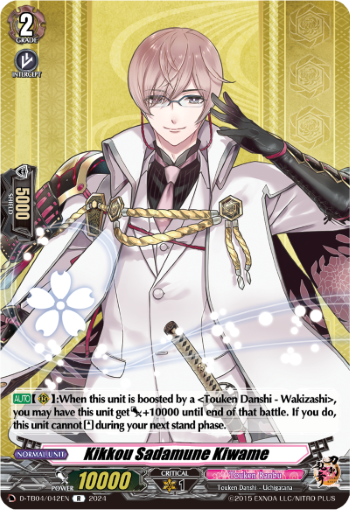 2
GRADE
INTERCEPT
5000
SHIELD
AUTO【 】:When this unit is boosted by a <Touken Danshi - Wakizashi>,
you may have this unit get +10000 until end of that battle. If you do,
this unit cannot during your next stand phase.
NORMAL UNIT
Kikkou Sadamune Kiwame
POWER 10000
CRITICAL
1
Touken Ranbu
Touken Danshi - Uchigatana
D-TB04/012EN R 2024
©2015 EXNOA LLC/NITRO PLUS